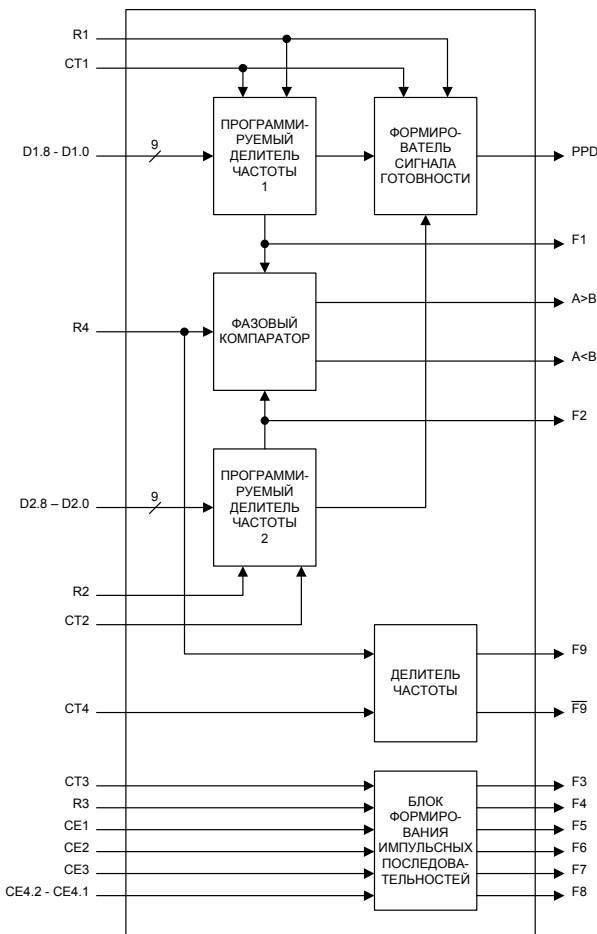 R1
CT1
ПРОГРАММИ-
РУЕМЫЙ
ДЕЛИТЕЛЬ
ЧАСТОТЫ
1
ФОРМИРО-
ВАТЕЛЬ
СИГНАЛА
ГОТОВНОСТИ
D1.8 - D1.0
9
PPD
F1
A>B
R4
ФАЗОВЫЙ
КОМПАРАТОР
A<B
F2
ПРОГРАММИ-
РУЕМЫЙ
ДЕЛИТЕЛЬ
ЧАСТОТЫ
2
D2.8 – D2.0
9
R2
CT2
ДЕЛИТЕЛЬ
ЧАСТОТЫ
F9
CT4
F̅9̅
CT3
R3
CE1
CE2
CE3
CE4.2 - CE4.1
БЛОК
ФОРМИРО-
ВАНИЯ
ИМПУЛЬСНЫХ
ПОСЛЕДОВА-
ТЕЛЬНОСТЕЙ
F3
F4
F5
F6
F7
F8